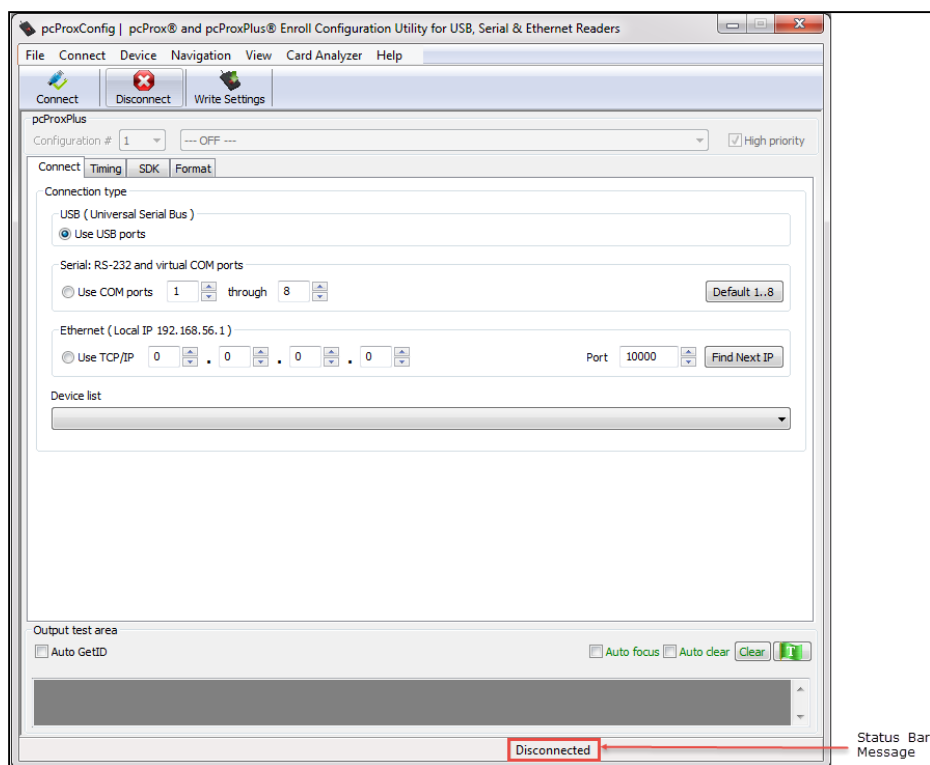 pcProxConfig | pcProx® and pcProxPlus® Enroll Configuration Utility for USB, Serial & Ethernet Readers
File Connect Device Navigation View Card Analyzer Help
Connect Disconnect Write Settings
pcProxPlus
Configuration # 1 --- OFF --- High priority
Connect Timing SDK Format
Connection type
USB ( Universal Serial Bus )
Use USB ports
Serial: RS-232 and virtual COM ports
Use COM ports 1 through 8 Default 1..8
Ethernet ( Local IP 192.168.56.1 )
Use TCP/IP 0 . 0 . 0 . 0 Port 10000 Find Next IP
Device list
Output test area
Auto GetID Auto focus Auto clear Clear T
Disconnected
Status Bar
Message